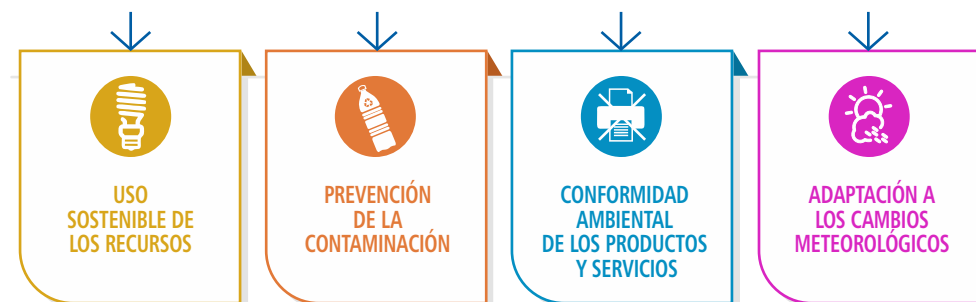 USO
SOSTENIBLE DE
LOS RECURSOS
PREVENCIÓN
DE LA
CONTAMINACIÓN
CONFORMIDAD
AMBIENTAL
DE LOS PRODUCTOS
Y SERVICIOS
ADAPTACIÓN A
LOS CAMBIOS
METEOROLÓGICOS